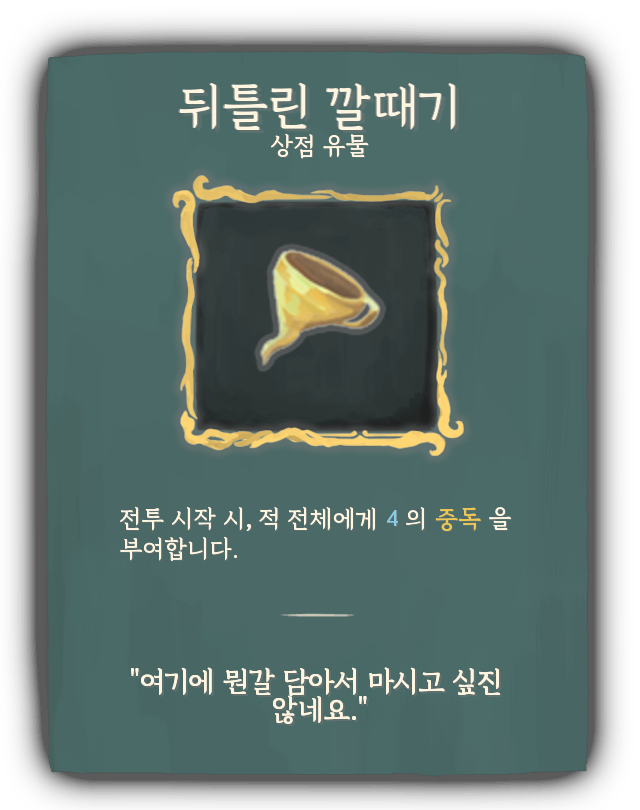 뒤틀린 깔때기
상점 유물
전투 시작 시, 적 전체에게 4 의 중독 을
부여합니다.
"여기에 뭔갈 담아서 마시고 싶진
않네요."